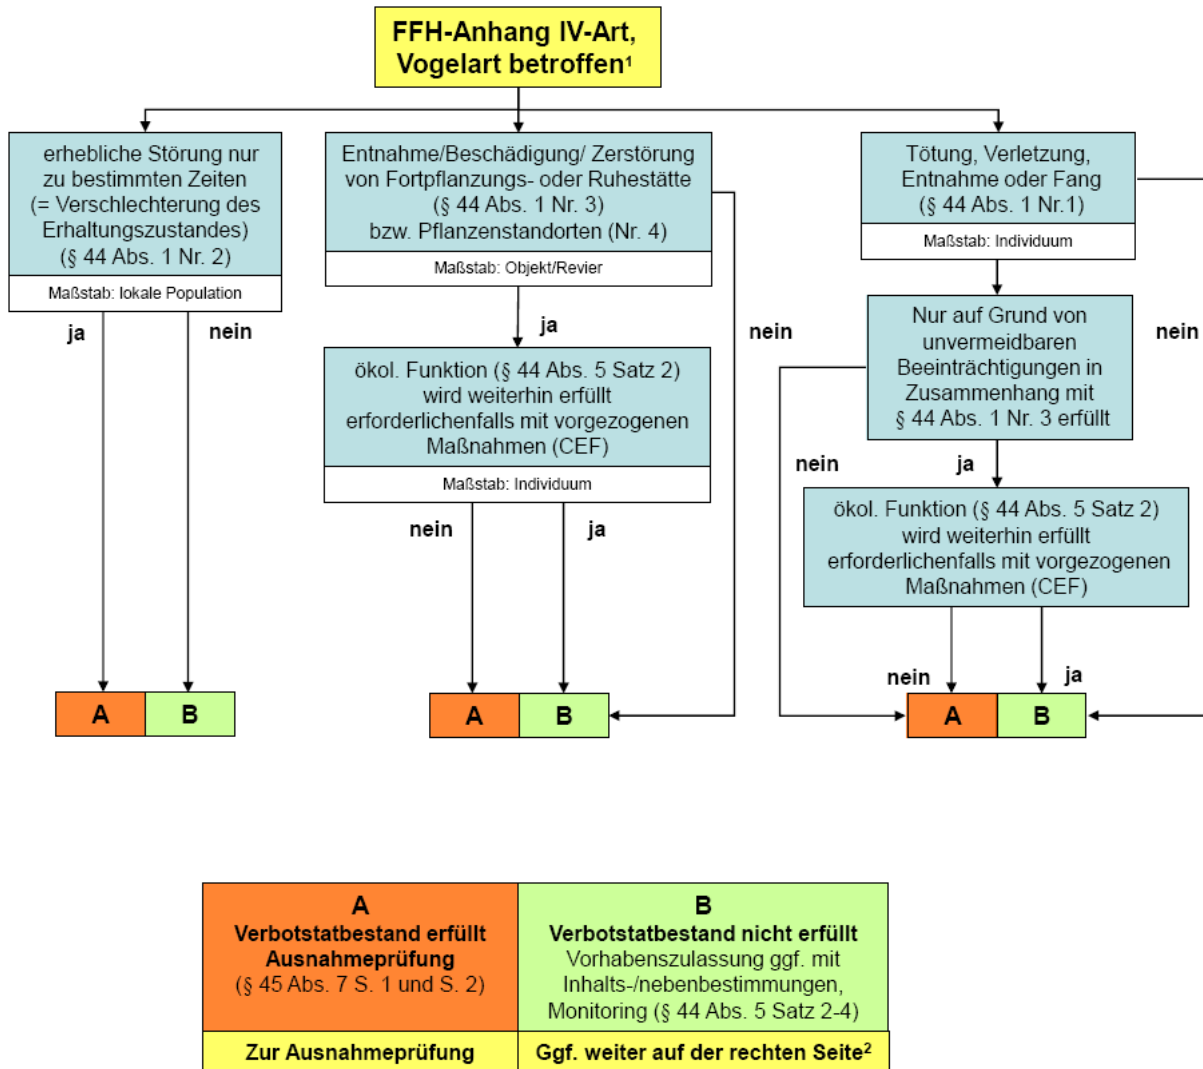 FFH-Anhang IV-Art,
Vogelart betroffen¹
erhebliche Störung nur
zu bestimmten Zeiten
(= Verschlechterung des
Erhaltungszustandes)
(§ 44 Abs. 1 Nr. 2)
Maßstab: lokale Population
ja
nein
Entnahme/Beschädigung/ Zerstörung
von Fortpflanzungs- oder Ruhestätte
(§ 44 Abs. 1 Nr. 3)
bzw. Pflanzenstandorten (Nr. 4)
Maßstab: Objekt/Revier
ja
nein
ökol. Funktion (§ 44 Abs. 5 Satz 2)
wird weiterhin erfüllt
erforderlichenfalls mit vorgezogenen
Maßnahmen (CEF)
Maßstab: Individuum
nein
ja
Tötung, Verletzung,
Entnahme oder Fang
(§ 44 Abs. 1 Nr.1)
Maßstab: Individuum
nein
Nur auf Grund von
unvermeidbaren
Beeinträchtigungen in
Zusammenhang mit
§ 44 Abs. 1 Nr. 3 erfüllt
nein
ja
ökol. Funktion (§ 44 Abs. 5 Satz 2)
wird weiterhin erfüllt
erforderlichenfalls mit vorgezogenen
Maßnahmen (CEF)
nein
ja
A B
A B
A B
A
Verbotstatbestand erfüllt
Ausnahmeprüfung
(§ 45 Abs. 7 S. 1 und S. 2)
Zur Ausnahmeprüfung
B
Verbotstatbestand nicht erfüllt
Vorhabenszulassung ggf. mit
Inhalts-/nebenbestimmungen,
Monitoring (§ 44 Abs. 5 Satz 2-4)
Ggf. weiter auf der rechten Seite²